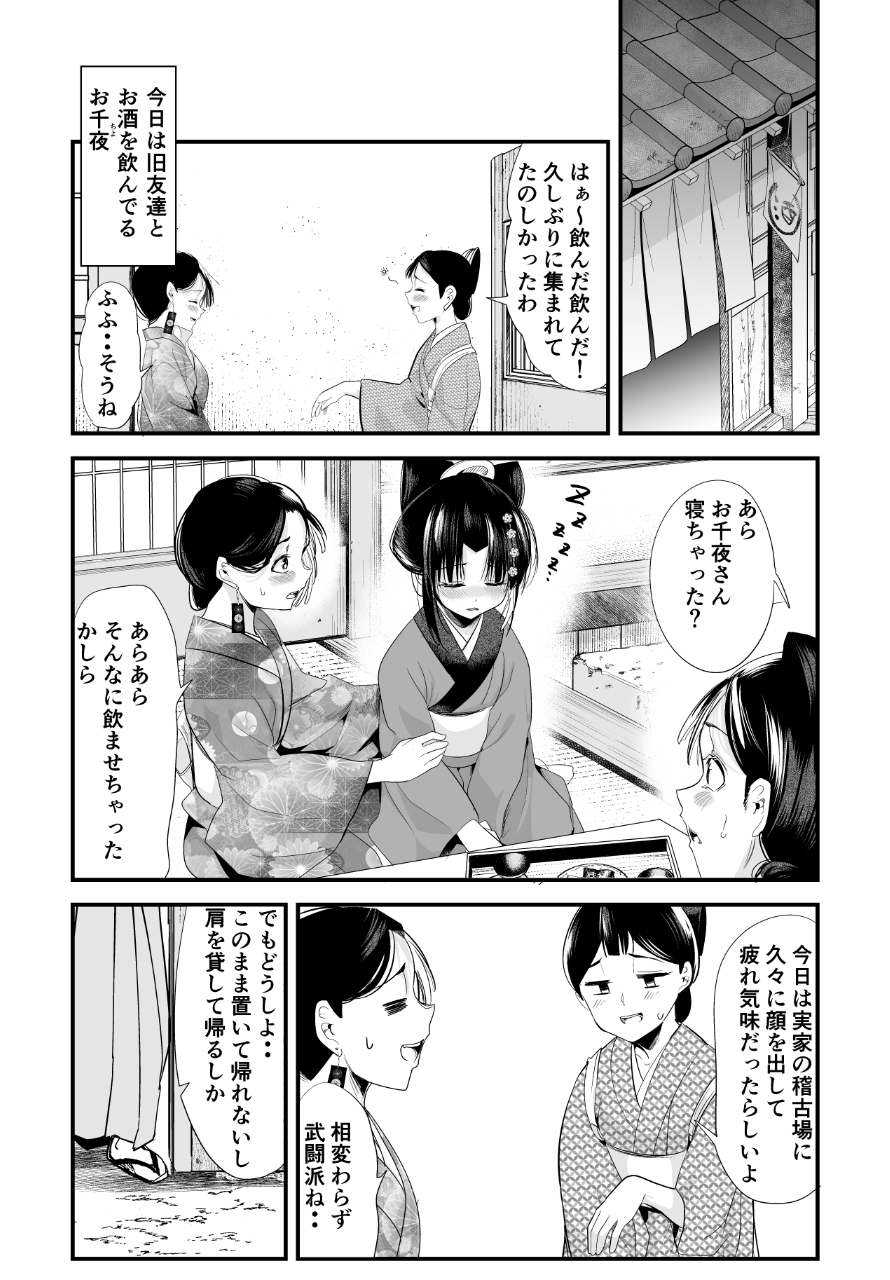 今日は旧友達と
お酒を飲んでる
お千夜
ちよ
はぁ～飲んだ飲んだ！
久しぶりに集まれて
たのしかったわ
ふふ・・そうね
あら
お千夜さん
寝ちゃった？
zzzzz..
あらあら
そんなに飲ませちゃった
かしら
今日は実家の稽古場に
久々に顔を出して
疲れ気味だったらしいよ
相変わらず
武闘派ね・・
でもどうしよ・・
このまま置いて帰れないし
肩を貸して帰るしか